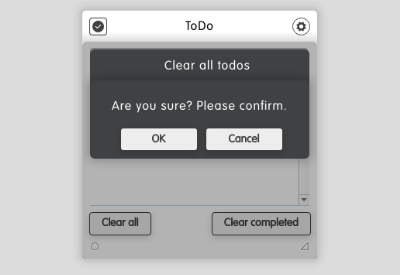 ToDo
Clear all todos
Are you sure? Please confirm.
OK Cancel
Clear all Clear completed